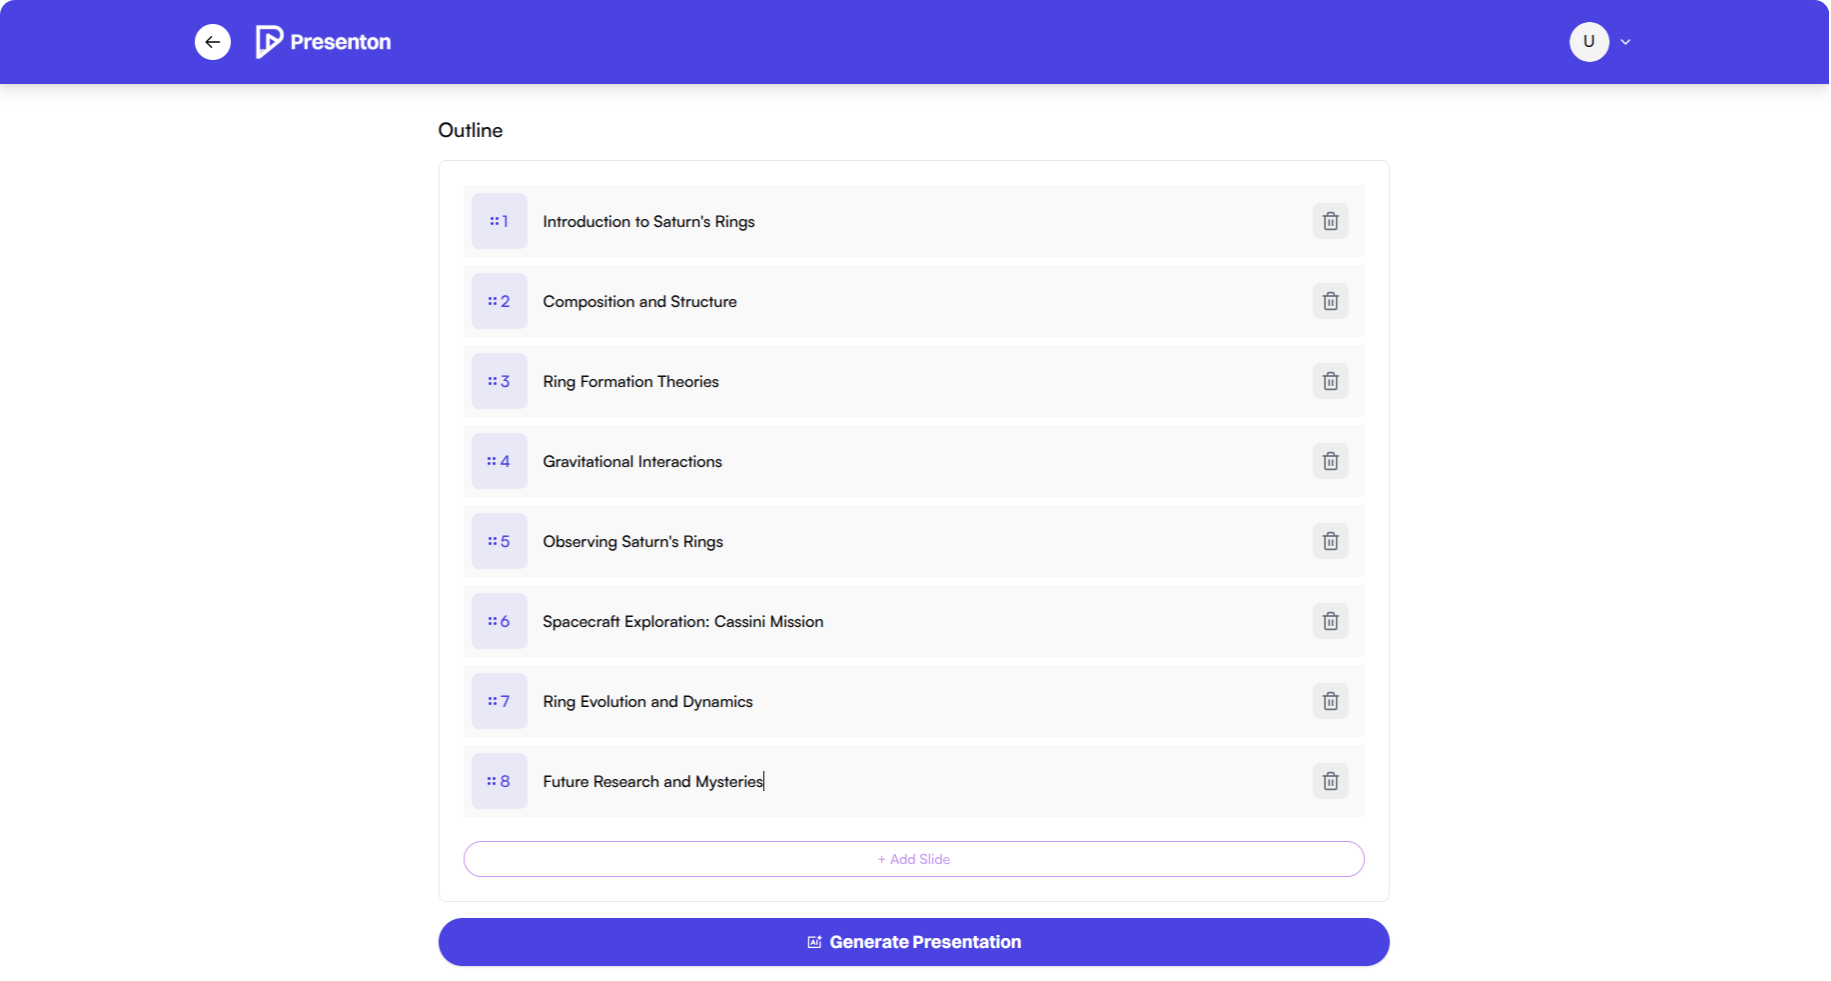 Presenton
U
Outline
1 Introduction to Saturn's Rings
2 Composition and Structure
3 Ring Formation Theories
4 Gravitational Interactions
5 Observing Saturn's Rings
6 Spacecraft Exploration: Cassini Mission
7 Ring Evolution and Dynamics
8 Future Research and Mysteries
+ Add Slide
AI Generate Presentation